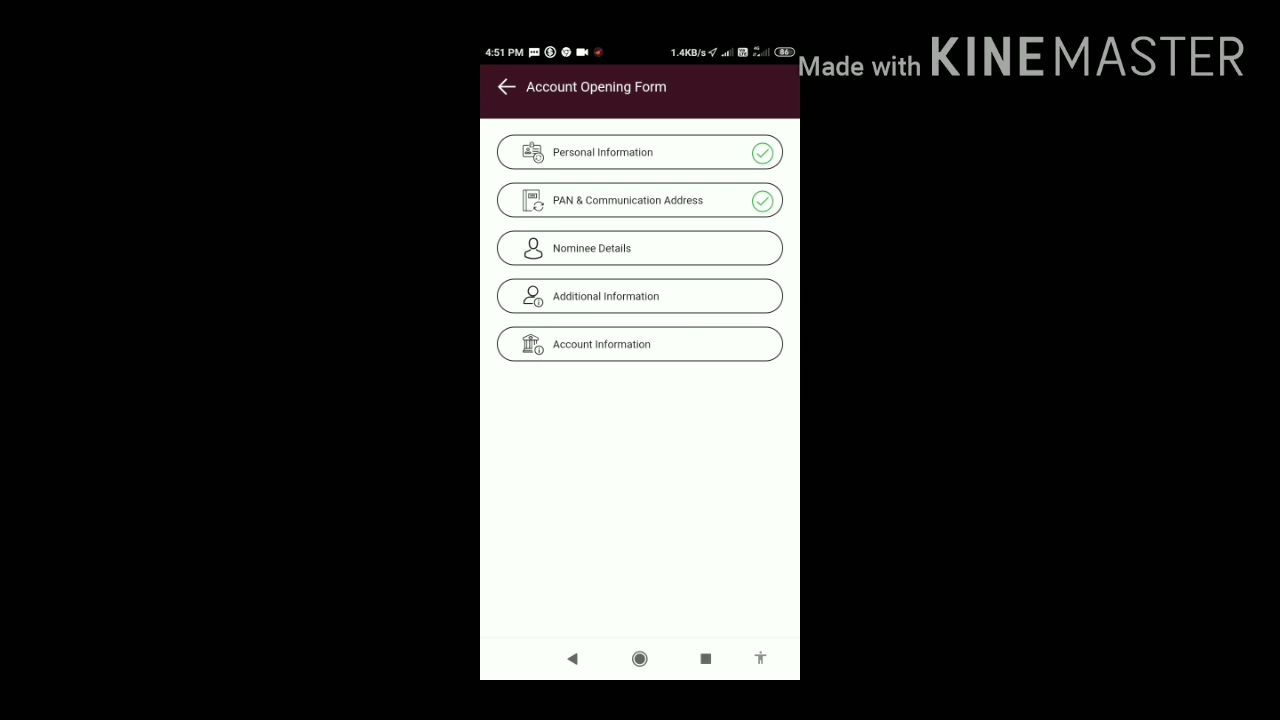 4:51 PM
1.4KB/s
86
Made with KINEMASTER
Account Opening Form
Personal Information
PAN & Communication Address
Nominee Details
Additional Information
Account Information